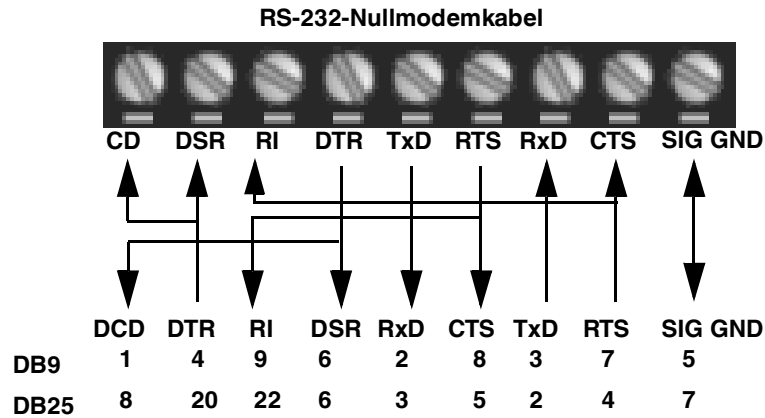 RS-232-Nullmodemkabel
CD DSR RI DTR TxD RTS RxD CTS SIG GND
DCD DTR RI DSR RxD CTS TxD RTS SIG GND
DB9 1 4 9 6 2 8 3 7 5
DB25 8 20 22 6 3 5 2 4 7